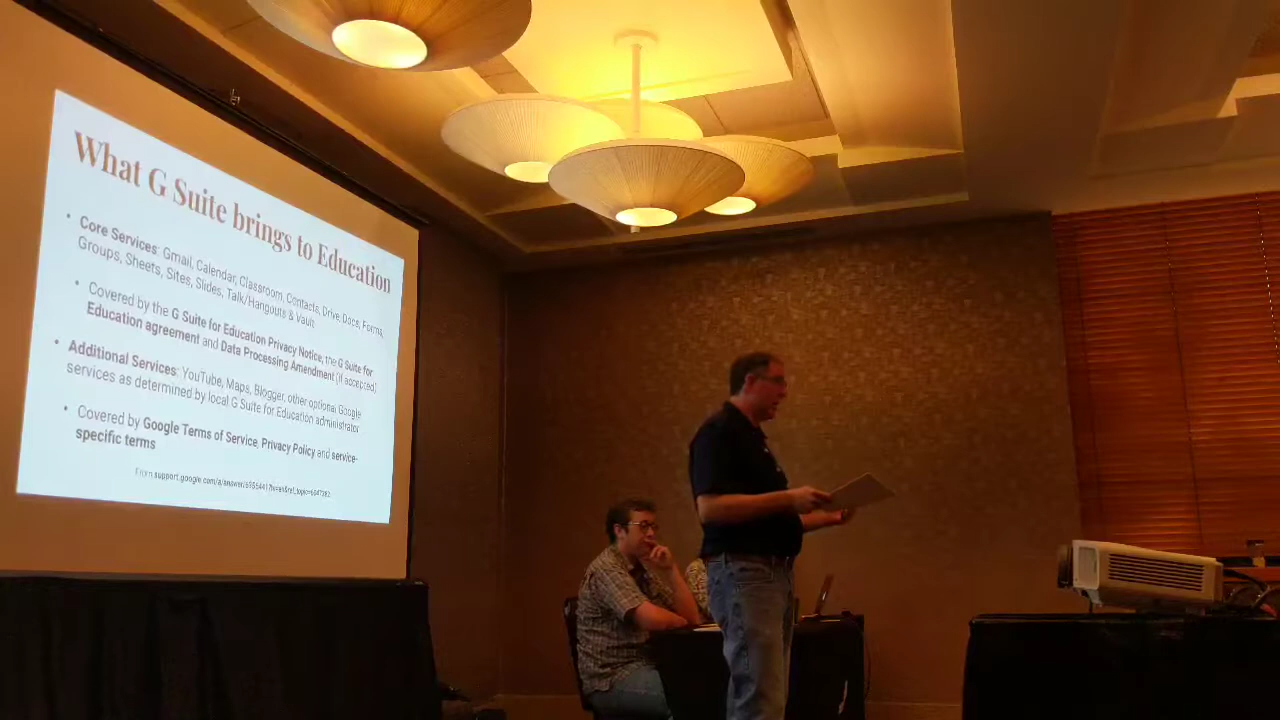 What G Suite brings to Education
• Core Services: Gmail, Calendar, Classroom, Contacts, Drive, Docs, Forms,
Groups, Sheets, Sites, Slides, Talk/Hangouts & Vault
• Covered by the G Suite for Education Privacy Notice, the G Suite for
Education agreement and Data Processing Amendment (if accepted)
• Additional Services: YouTube, Maps, Blogger, other optional Google
services as determined by local G Suite for Education administrator
• Covered by Google Terms of Service, Privacy Policy and service-
specific terms
From